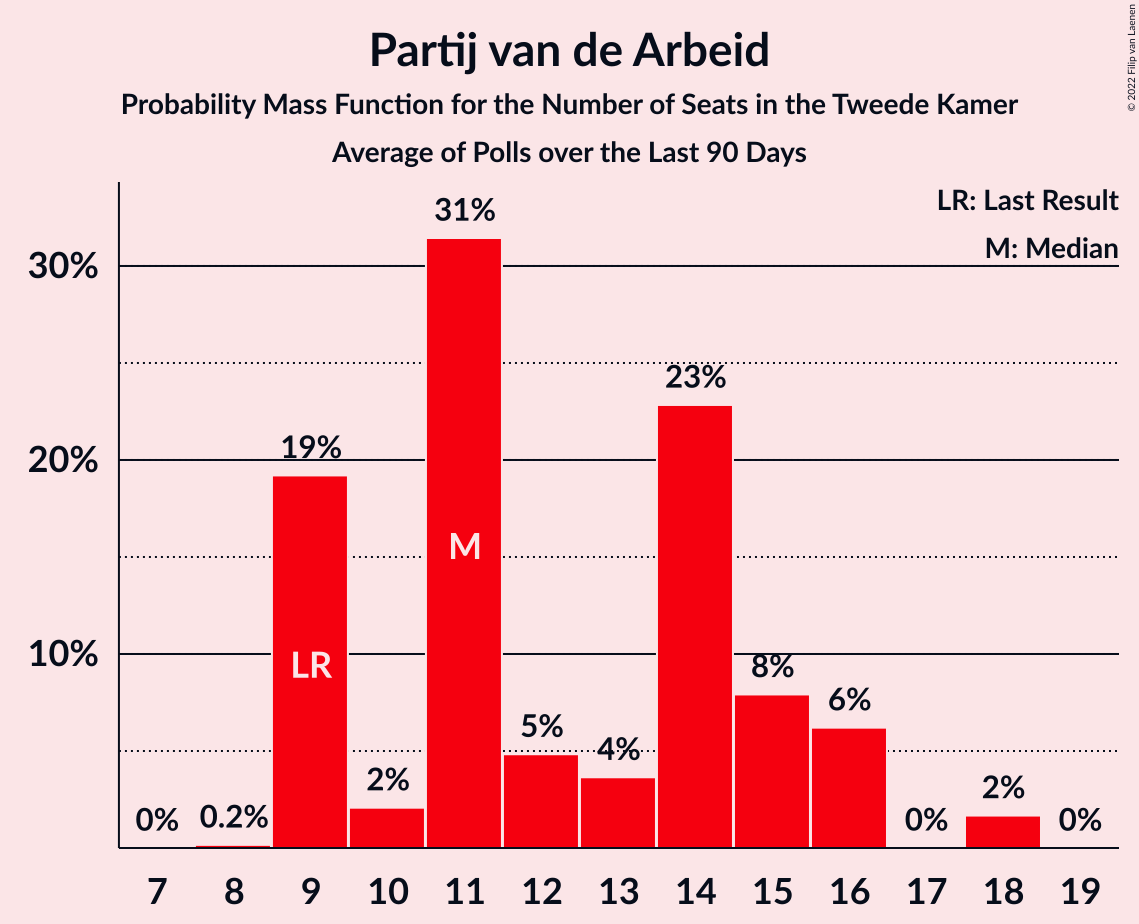 Partij van de Arbeid
Probability Mass Function for the Number of Seats in the Tweede Kamer
Average of Polls over the Last 90 Days
© 2022 Filip van Laenen
LR: Last Result
M: Median
30%
20%
10%
0%
0.2%
19%
2%
31%
5%
4%
23%
8%
6%
0%
2%
0%
LR
M
7 8 9 10 11 12 13 14 15 16 17 18 19